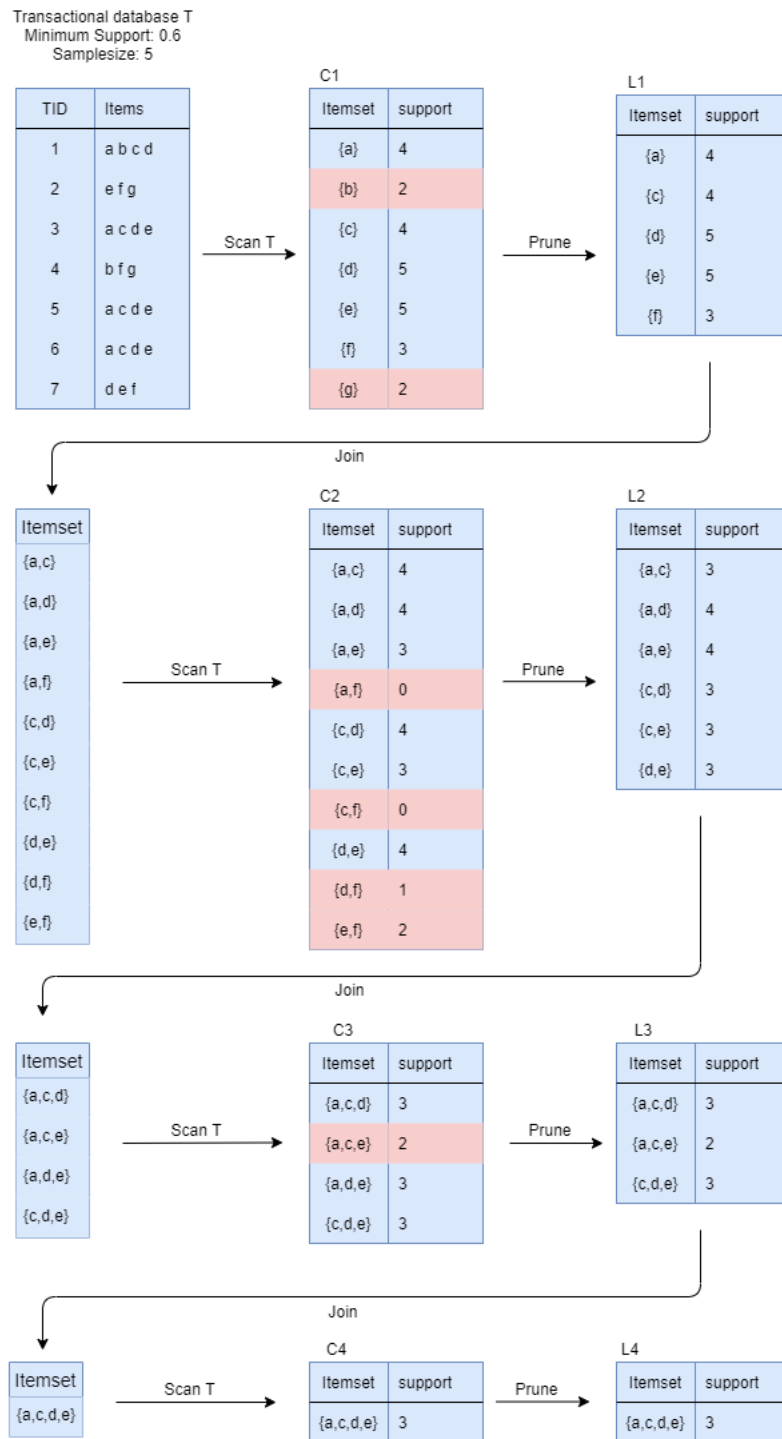 Transactional database T
Minimum Support: 0.6
Samplesize: 5
TID Items
1 a b c d
2 e f g
3 a c d e
4 b f g
5 a c d e
6 a c d e
7 d e f
Scan T
C1
Itemset support
{a} 4
{b} 2
{c} 4
{d} 5
{e} 5
{f} 3
{g} 2
Prune
L1
Itemset support
{a} 4
{c} 4
{d} 5
{e} 5
{f} 3
Join
Itemset
{a,c}
{a,d}
{a,e}
{a,f}
{c,d}
{c,e}
{c,f}
{d,e}
{d,f}
{e,f}
Scan T
C2
Itemset support
{a,c} 4
{a,d} 4
{a,e} 3
{a,f} 0
{c,d} 4
{c,e} 3
{c,f} 0
{d,e} 4
{d,f} 1
{e,f} 2
Prune
L2
Itemset support
{a,c} 3
{a,d} 4
{a,e} 4
{c,d} 3
{c,e} 3
{d,e} 3
Join
Itemset
{a,c,d}
{a,c,e}
{a,d,e}
{c,d,e}
Scan T
C3
Itemset support
{a,c,d} 3
{a,c,e} 2
{a,d,e} 3
{c,d,e} 3
Prune
L3
Itemset support
{a,c,d} 3
{a,c,e} 2
{c,d,e} 3
Join
Itemset
{a,c,d,e}
Scan T
C4
Itemset support
{a,c,d,e} 3
Prune
L4
Itemset support
{a,c,d,e} 3